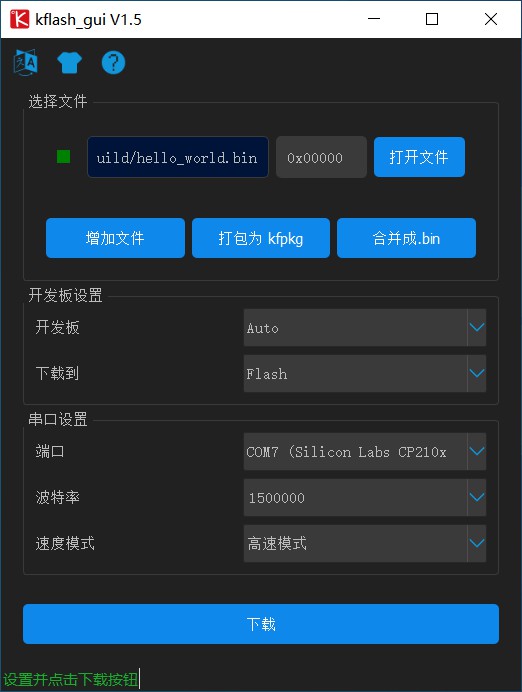 kflash_gui V1.5
选择文件
uild/hello_world.bin 0x00000 打开文件
增加文件 打包为 kfpkg 合并成.bin
开发板设置
开发板 Auto
下载到 Flash
串口设置
端口 COM7 (Silicon Labs CP210x
波特率 1500000
速度模式 高速模式
下载
设置并点击下载按钮